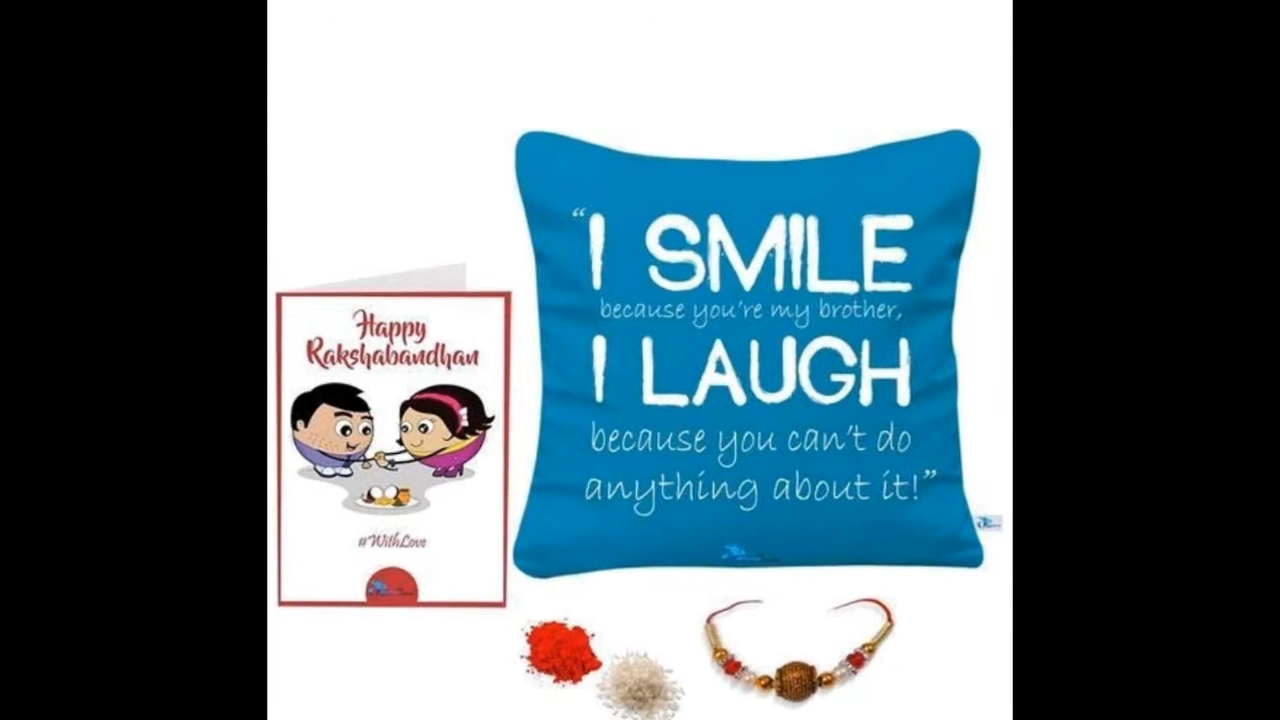 Happy
Rakshabandhan
#WithLove
“I SMILE
because you're my brother,
I LAUGH
because you can't do
anything about it!”